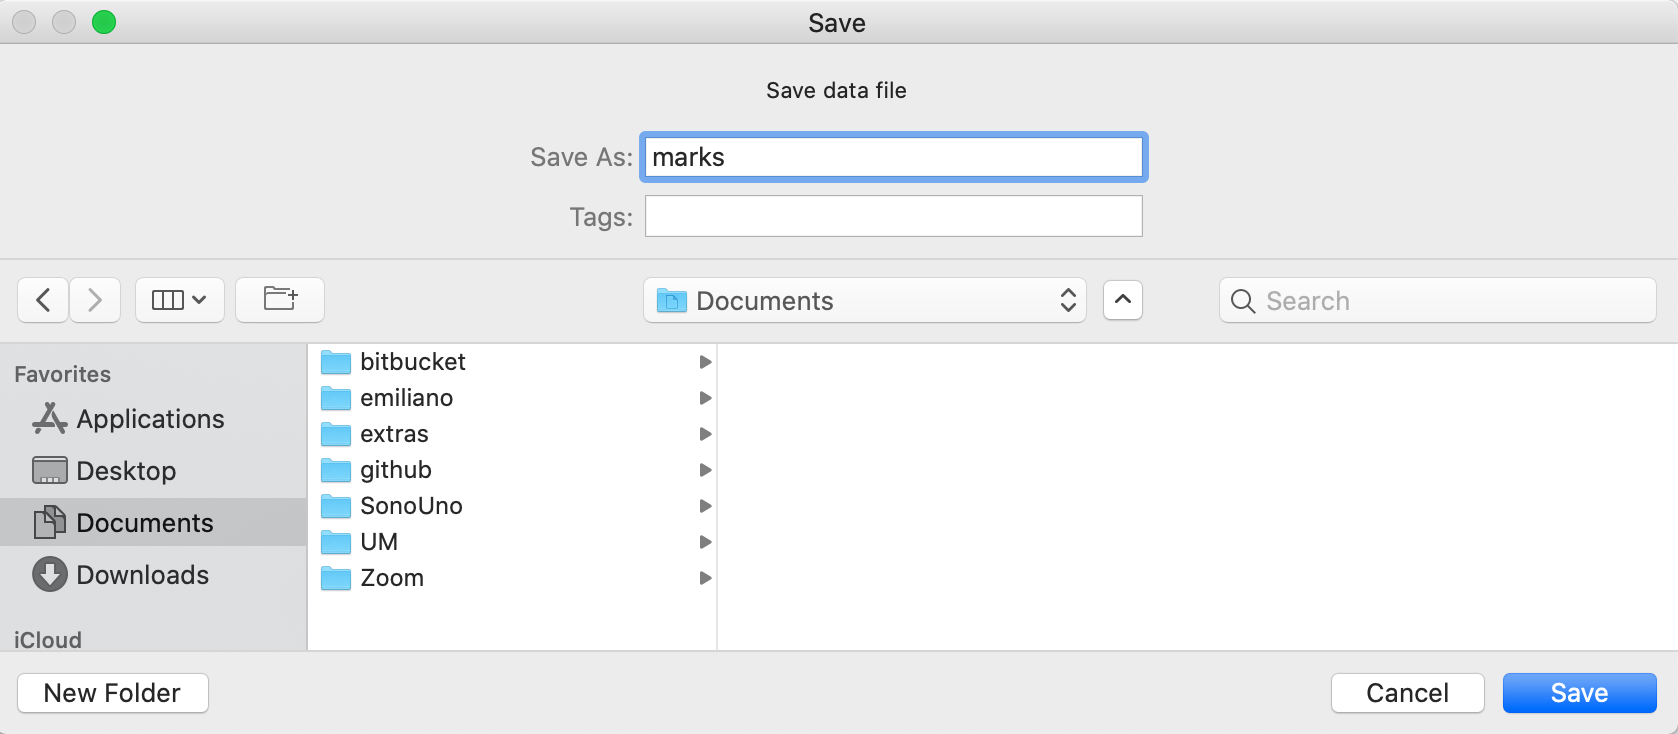 Save
Save data file
Save As: marks
Tags:
Documents
Search
Favorites
Applications
Desktop
Documents
Downloads
iCloud
bitbucket
emiliano
extras
github
SonoUno
UM
Zoom
New Folder
Cancel
Save